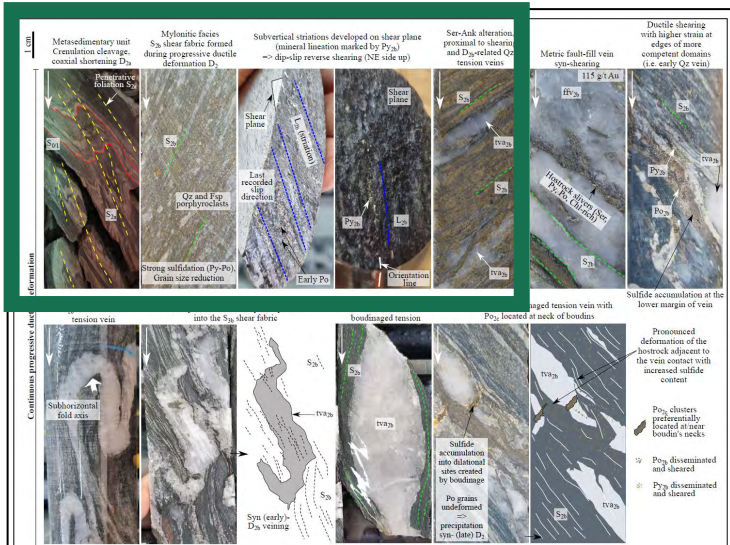 1 cm
Metasedimentary unit
Crenulation cleavage,
coaxial shortening D2a
Penetrative
foliation S2a
S0/1
S2a
Mylonitic facies
S2b shear fabric formed
during progressive ductile
deformation D2
S2b
Qz and Fsp
porphyroclasts
Strong sulfidation (Py-Po),
Grain size reduction
Subvertical striations developed on shear plane
(mineral lineation marked by Py2b)
=> dip-slip reverse shearing (NE side up)
Shear
plane
L2b (striation)
Last
recorded
slip
direction
Early Po
Shear
plane
Py2b
L2b
Orientation
line
Ser-Ank alteration,
proximal to shearing
and D2b-related Qz
tension veins
S2b
tva2b
S2b
tva2b
Metric fault-fill vein
syn-shearing
115 g/t Au
ffv2b
Hostrock slivers (Ser,
Py, Po, Chl-rich)
S2b
Ductile shearing
with higher strain at
edges of more
competent domains
(i.e. early Qz vein)
S2b
tva2b
Py2b
Po2b
Sulfide accumulation at the
lower margin of vein
Continuous progressive duc
eformation
tension vein
Subhorizontal
fold axis
into the S2b shear fabric
S2b
tva2b
S2b
Syn (early)-
D2b veining
boudinaged tension
S2b
tva2b
naged tension vein with
Po2c located at neck of boudins
Sulfide
accumulation
into dilational
sites created
by boudinage
Po grains
undeformed
=>
precipitation
syn- (late) D2
tva2b
S2b
tva2b
Pronounced
deformation of the
hostrock adjacent to
the vein contact with
increased sulfide
content
Po2c clusters
preferentially
located at/near
boudin's necks
Po2b disseminated
and sheared
Py2b disseminated
and sheared